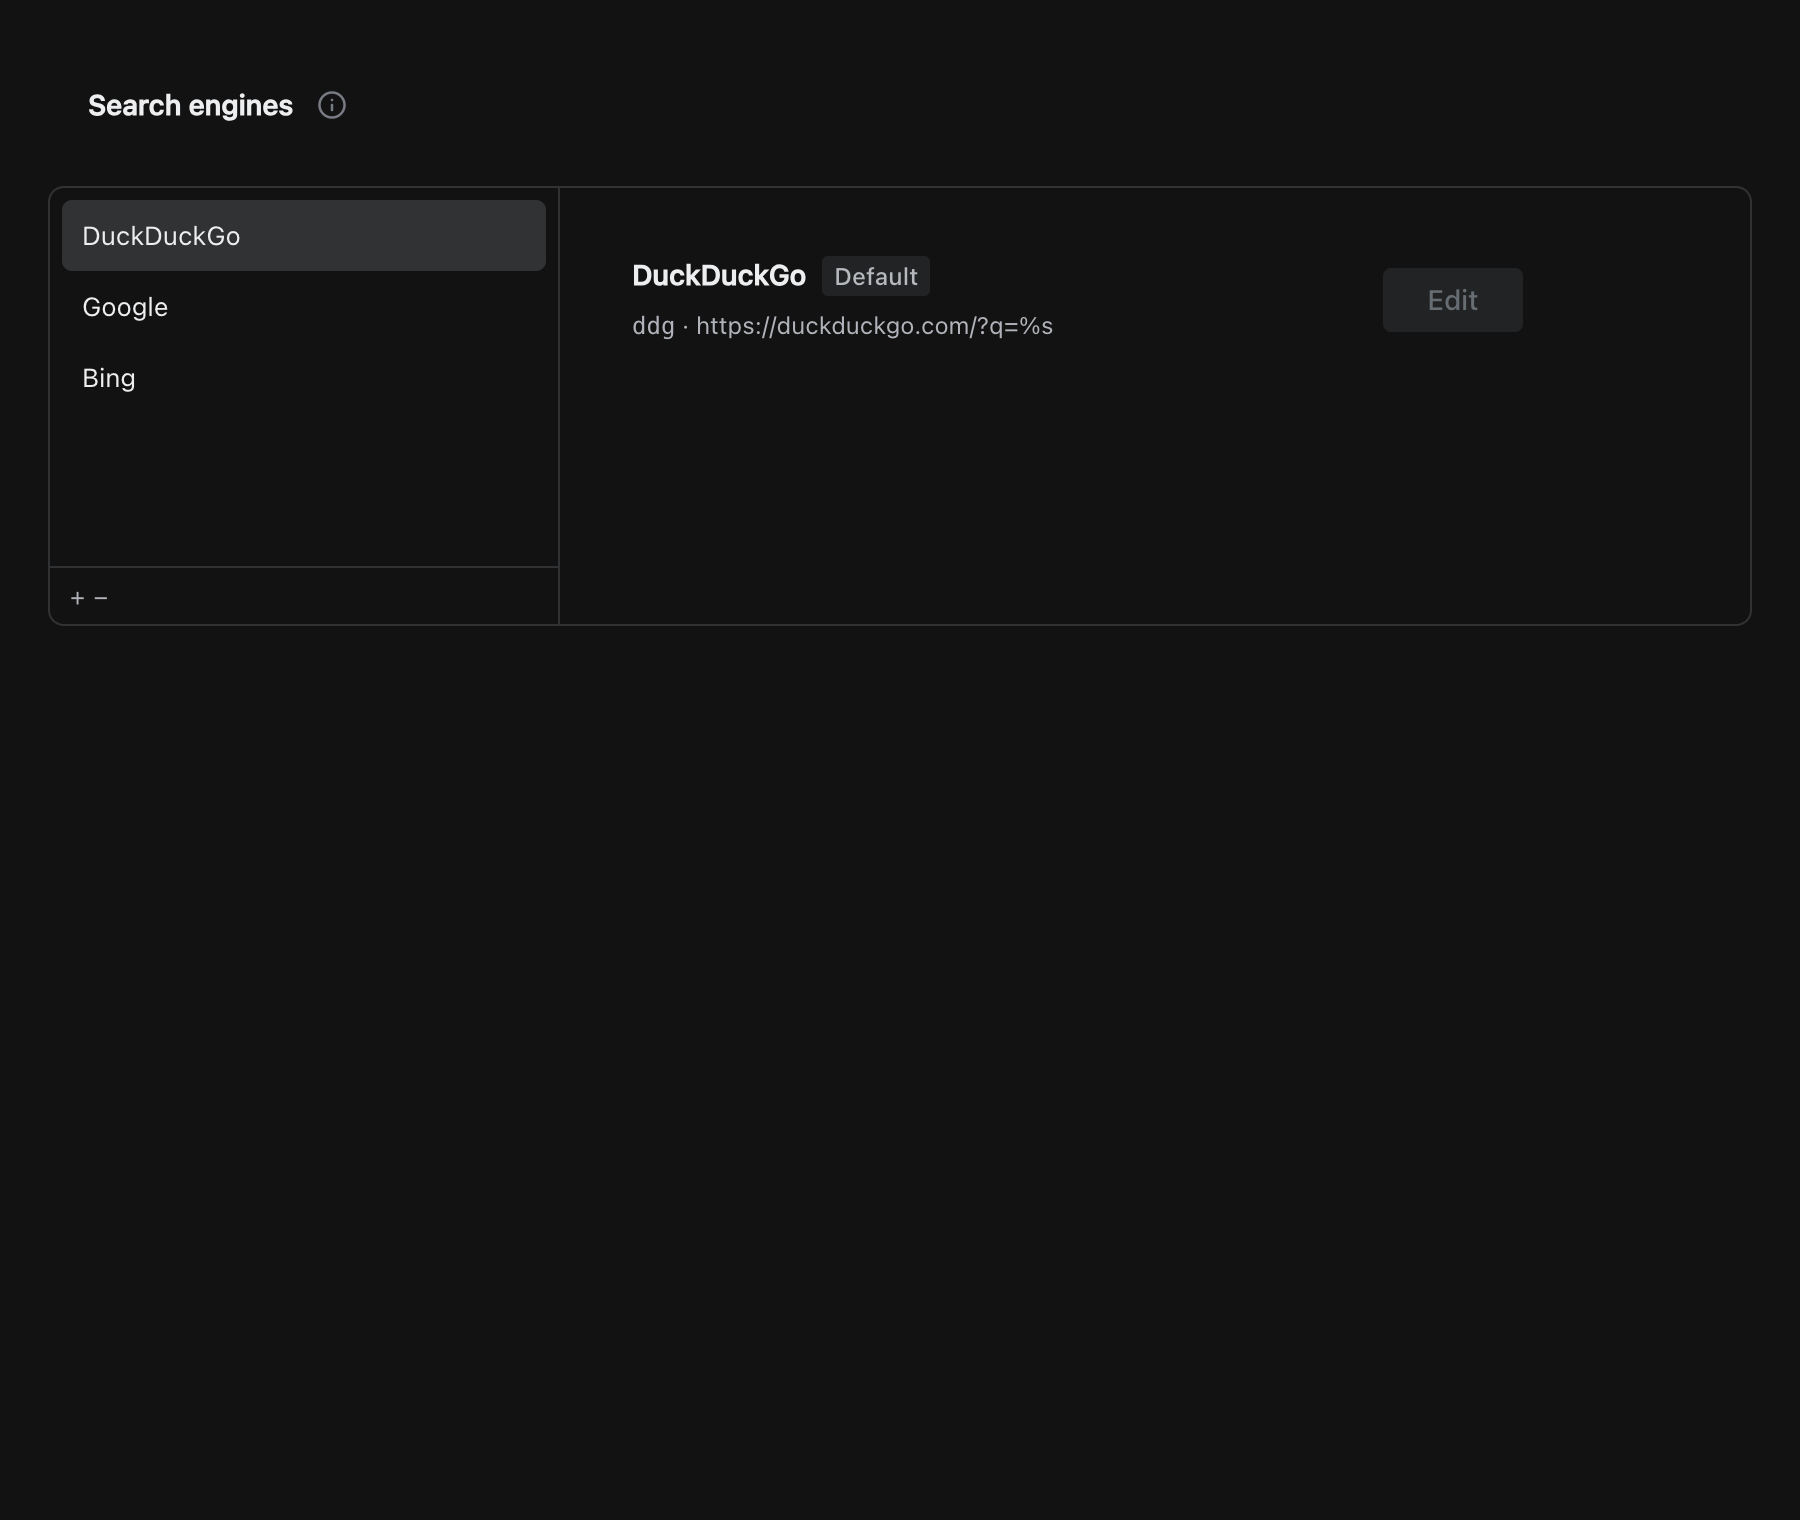 Search engines
DuckDuckGo
Google
Bing
+ −
DuckDuckGo Default
ddg · https://duckduckgo.com/?q=%s
Edit